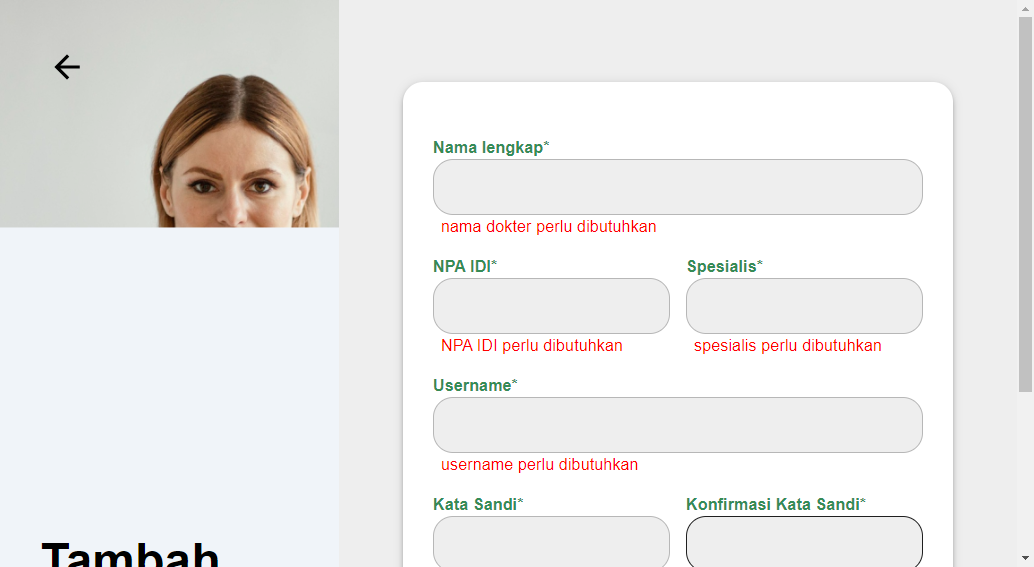 Nama lengkap*
nama dokter perlu dibutuhkan
NPA IDI* Spesialis*
NPA IDI perlu dibutuhkan spesialis perlu dibutuhkan
Username*
username perlu dibutuhkan
Kata Sandi* Konfirmasi Kata Sandi*
Tambah